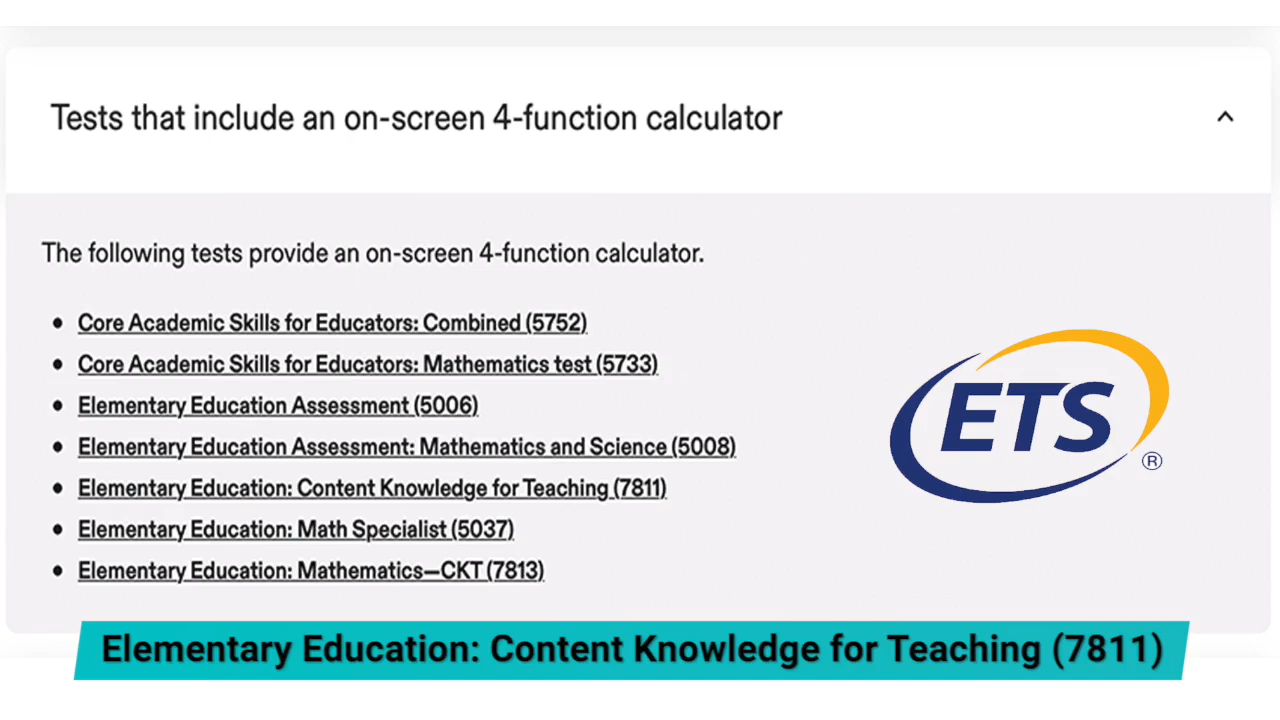 Tests that include an on-screen 4-function calculator
The following tests provide an on-screen 4-function calculator.
• Core Academic Skills for Educators: Combined (5752)
• Core Academic Skills for Educators: Mathematics test (5733)
• Elementary Education Assessment (5006)
• Elementary Education Assessment: Mathematics and Science (5008)
• Elementary Education: Content Knowledge for Teaching (7811)
• Elementary Education: Math Specialist (5037)
• Elementary Education: Mathematics—CKT (7813)
ETS®
Elementary Education: Content Knowledge for Teaching (7811)